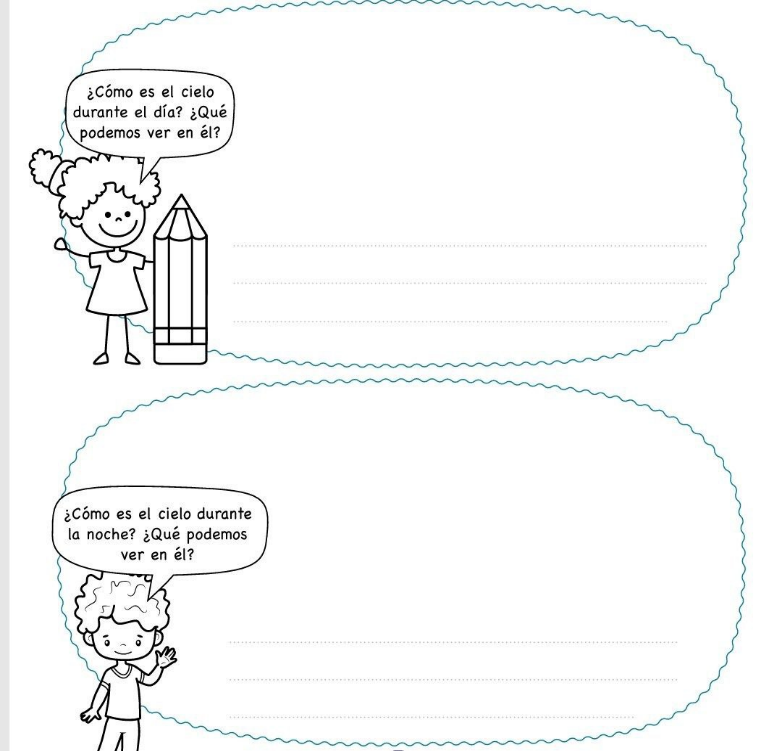 ¿Cómo es el cielo
durante el día? ¿Qué
podemos ver en él?
¿Cómo es el cielo durante
la noche? ¿Qué podemos
ver en él?